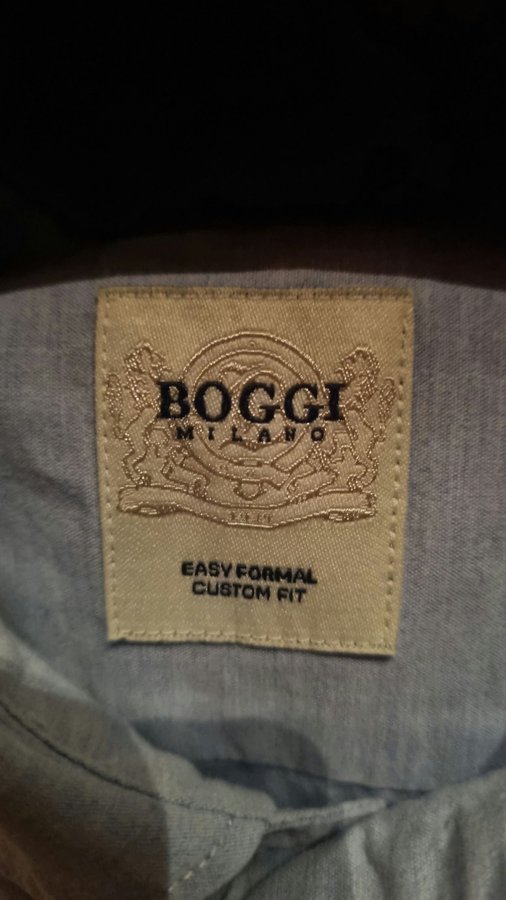 BOGGI
MILANO
EASY FORMAL
CUSTOM FIT